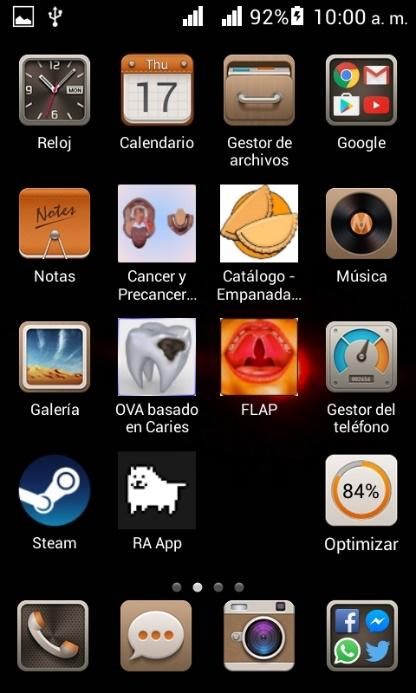 92% 10:00 a. m.
Thu
17
MON
Reloj
Calendario
Gestor de
archivos
Google
Notes
Notas
Cancer y
Precancer...
Catálogo -
Empanada...
M
Música
Galería
OVA basado
en Caries
FLAP
Gestor del
teléfono
84%
Steam
RA App
Optimizar